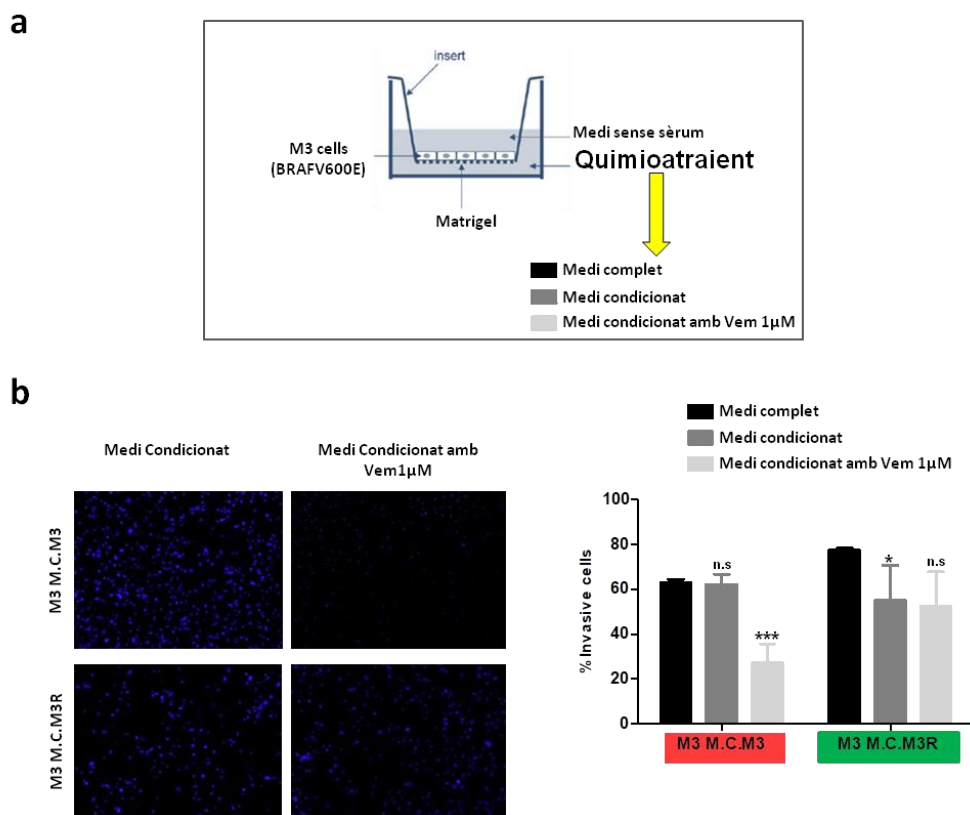 a
insert
M3 cells
(BRAFV600E)
Matrigel
Medi sense sèrum
Quimioatraient
Medi complet
Medi condicionat
Medi condicionat amb Vem 1µM
b
Medi Condicionat
Medi Condicionat amb
Vem1µM
M3 M.C.M3
M3 M.C.M3R
Medi complet
Medi condicionat
Medi condicionat amb Vem 1µM
% Invasive cells
100
80
60
40
20
0
n.s
***
*
n.s
M3 M.C.M3
M3 M.C.M3R